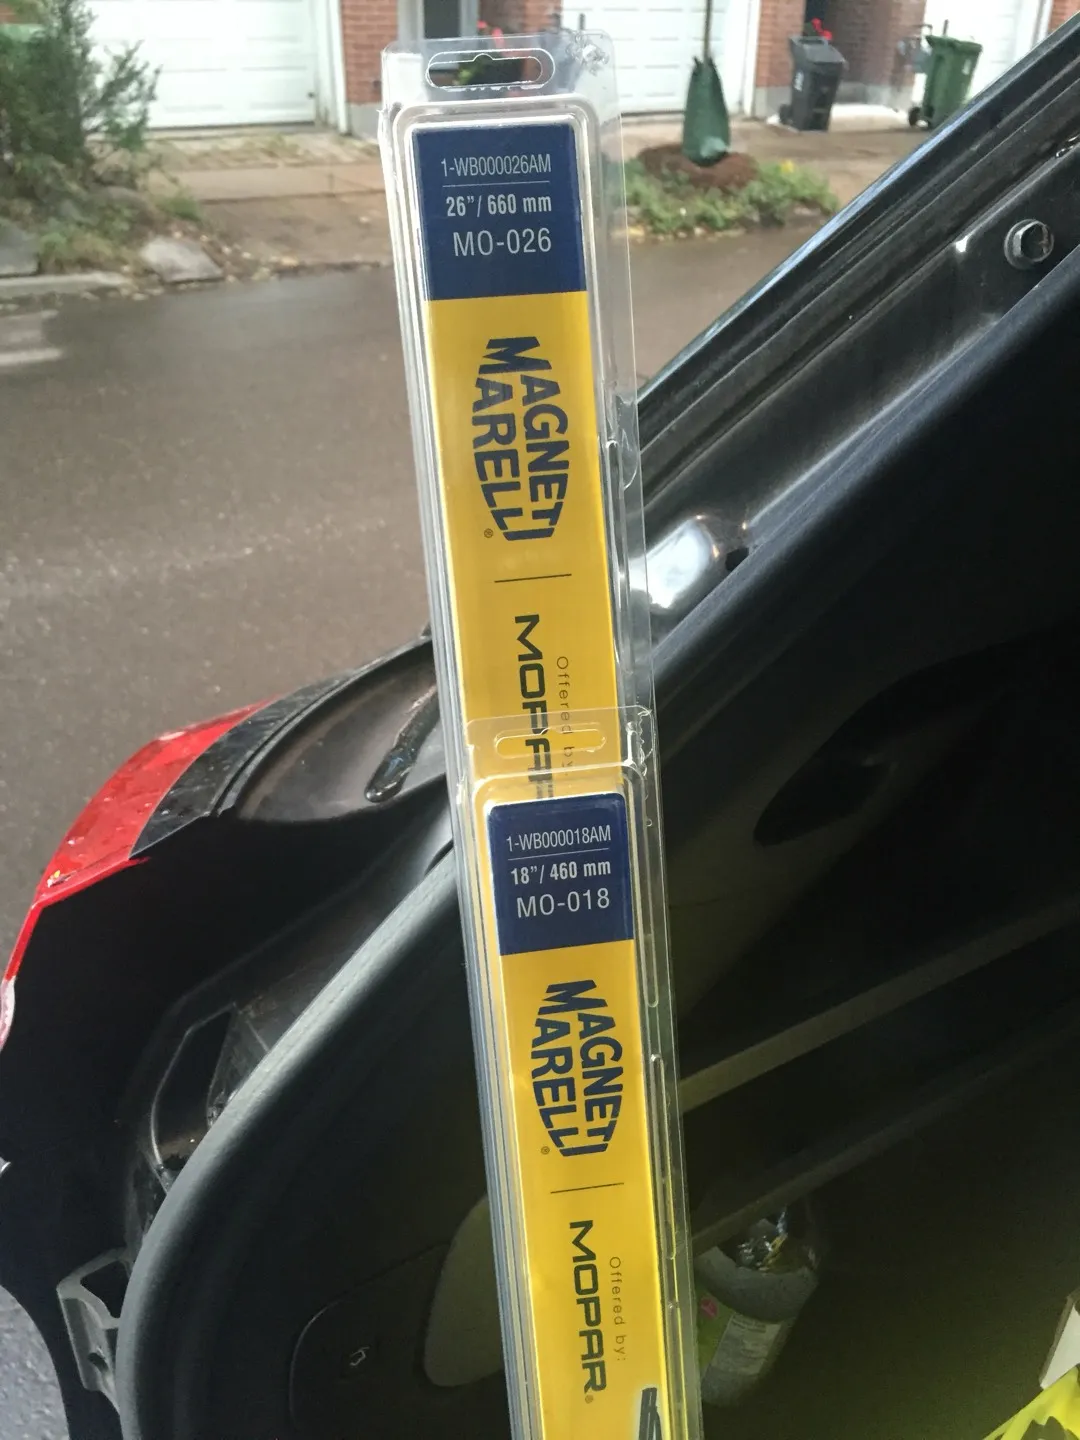 1-WB000026AM
26"/ 660 mm
MO-026
MAGNETI
MARELLI®
Offered by:
MOPAR
1-WB000018AM
18"/ 460 mm
MO-018
MAGNETI
MARELLI®
Offered by:
MOPAR®